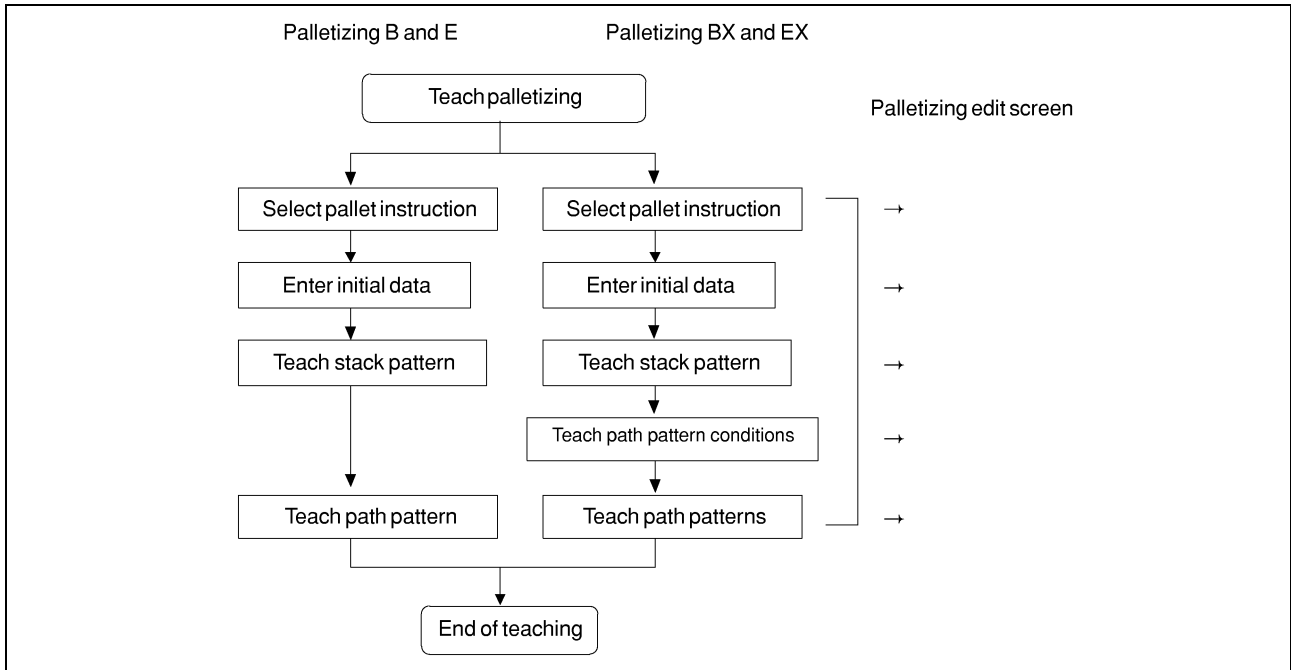 Palletizing B and E
Palletizing BX and EX
Teach palletizing
Palletizing edit screen
Select pallet instruction
Select pallet instruction
→
Enter initial data
Enter initial data
→
Teach stack pattern
Teach stack pattern
→
Teach path pattern conditions
→
Teach path pattern
Teach path patterns
→
End of teaching